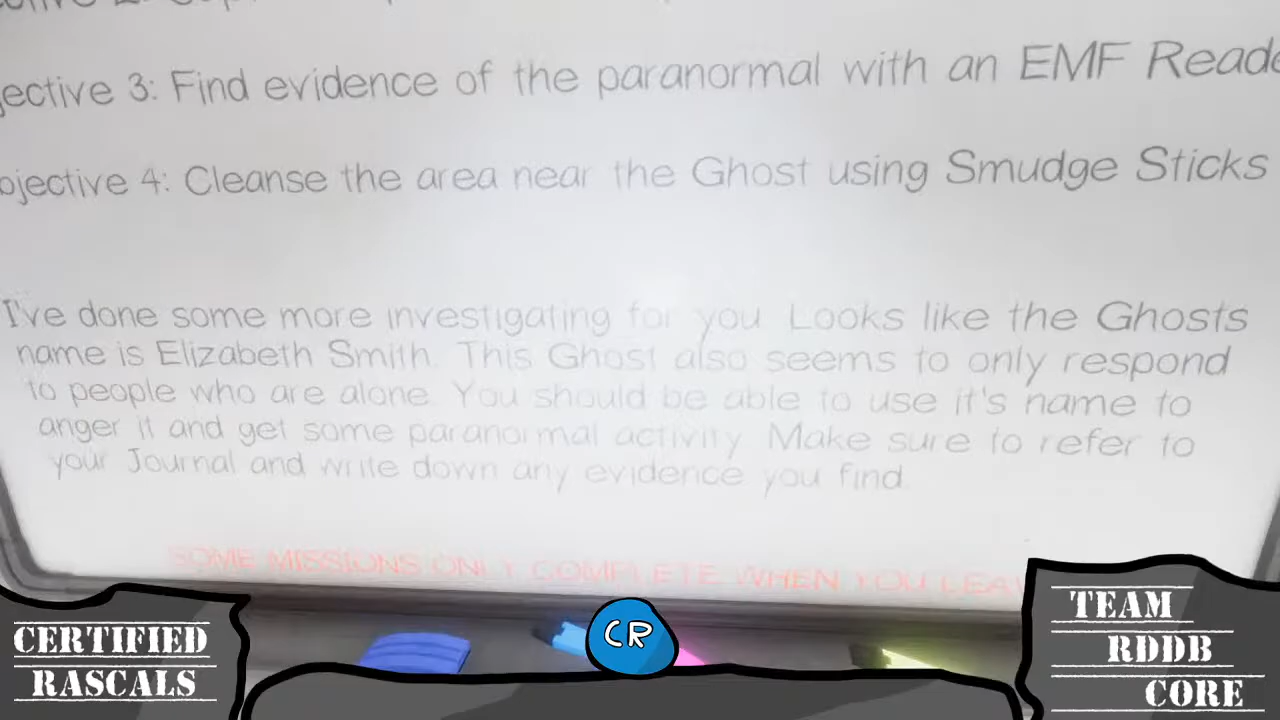 jective 3: Find evidence of the paranormal with an EMF Reade
ojective 4: Cleanse the area near the Ghost using Smudge Sticks
I've done some more investigating for you. Looks like the Ghosts
name is Elizabeth Smith. This Ghost also seems to only respond
to people who are alone. You should be able to use it's name to
anger it and get some paranormal activity. Make sure to refer to
your Journal and write down any evidence you find.
SOME MISSIONS ONLY COMPLETE WHEN YOU LEAV
CERTIFIED
RASCALS
CR
TEAM
RDDB
CORE